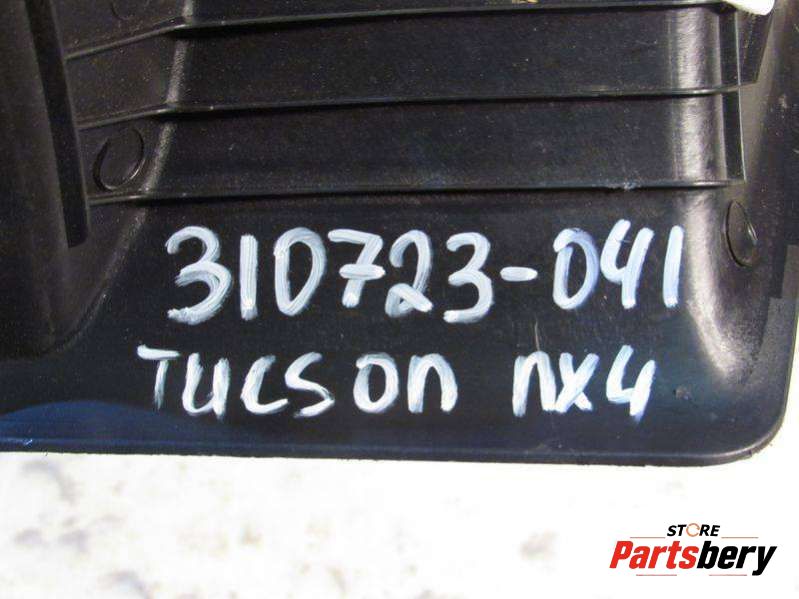 310723-041
TUCSON NX4
STORE
Partsbery